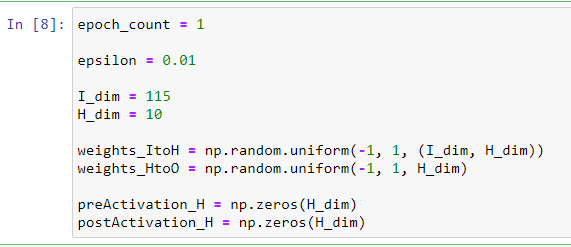 In [8]: epoch_count = 1
epsilon = 0.01
I_dim = 115
H_dim = 10
weights_ItoH = np.random.uniform(-1, 1, (I_dim, H_dim))
weights_HtoO = np.random.uniform(-1, 1, H_dim)
preActivation_H = np.zeros(H_dim)
postActivation_H = np.zeros(H_dim)